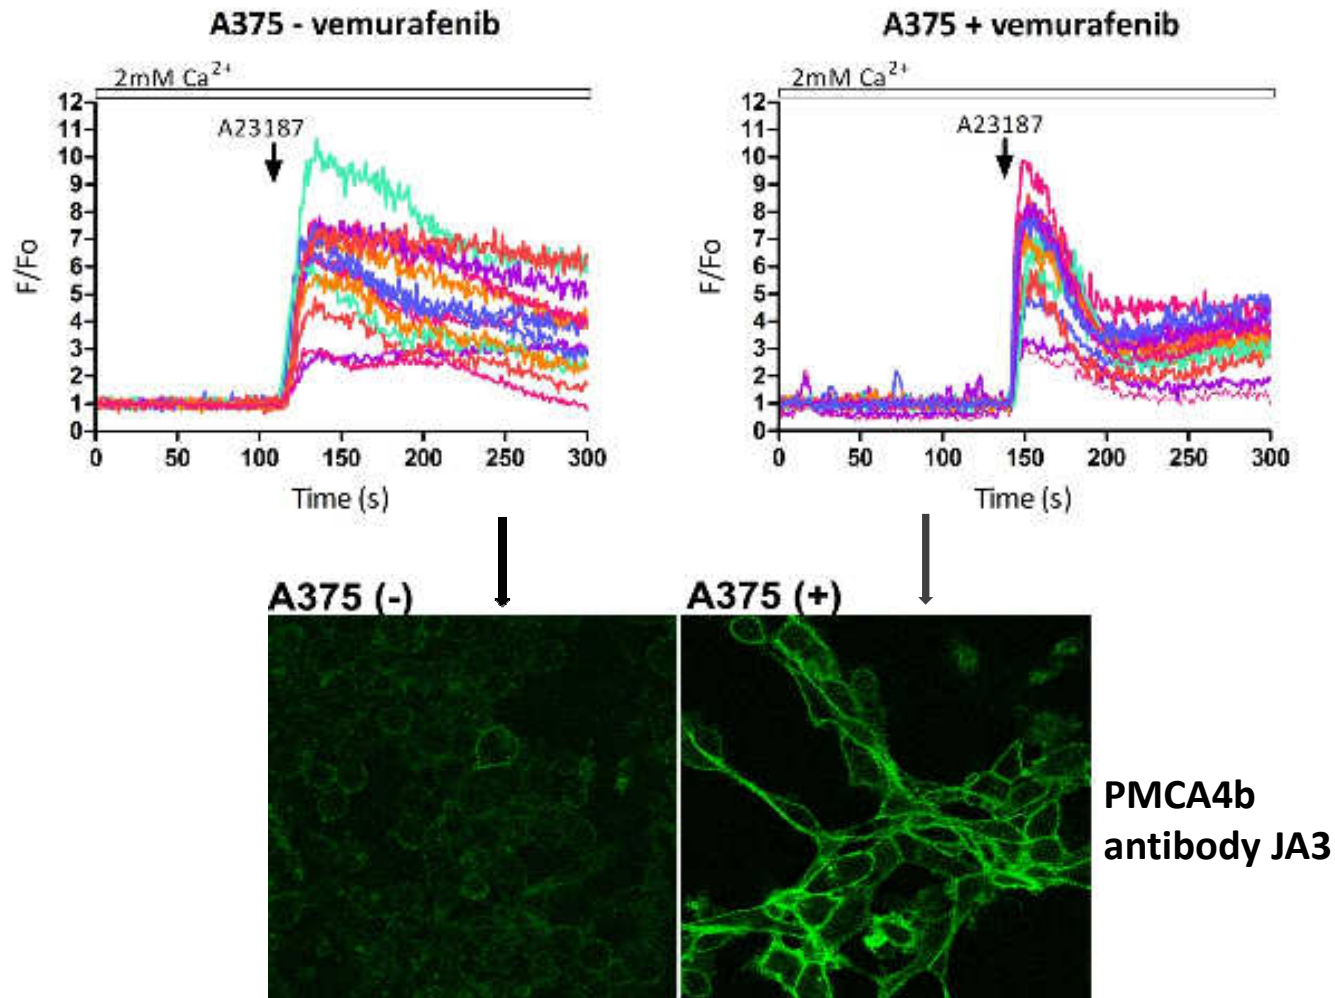 A375 - vemurafenib
A375 + vemurafenib
2mM Ca²⁺
A23187
12
11
10
9
8
7
6
5
4
3
2
1
0
F/Fo
0 50 100 150 200 250 300
Time (s)
2mM Ca²⁺
A23187
12
11
10
9
8
7
6
5
4
3
2
1
0
F/Fo
0 50 100 150 200 250 300
Time (s)
A375 (-)
A375 (+)
PMCA4b
antibody JA3